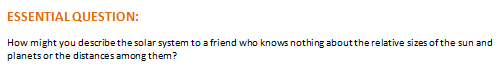 ESSENTIAL QUESTION:
How might you describe the solar system to a friend who knows nothing about the relative sizes of the sun and
planets or the distances among them?